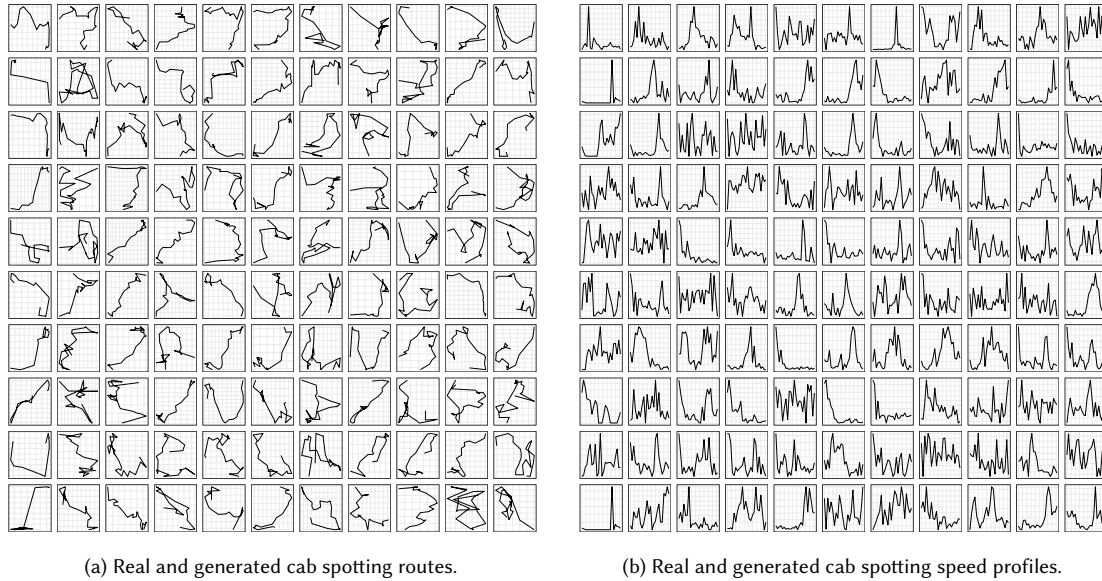 (a) Real and generated cab spotting routes.
(b) Real and generated cab spotting speed profiles.